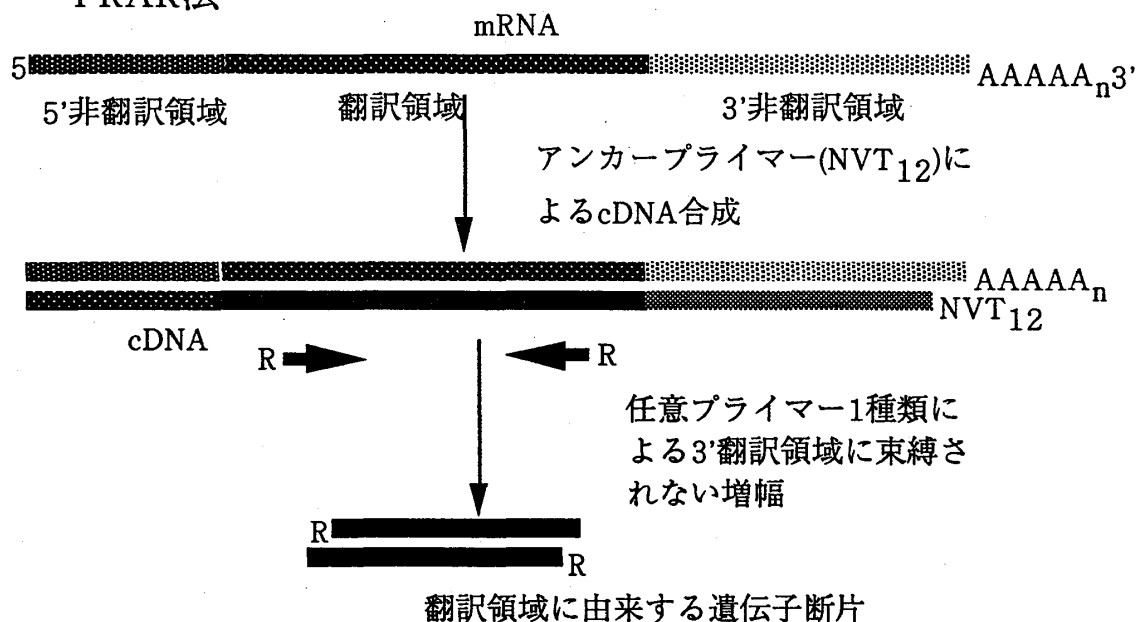 mRNA
5 AAAAAn3'
5'非翻訳領域 翻訳領域 3'非翻訳領域
アンカープライマー(NVT12)に
よるcDNA合成
AAAAAn
NVT12
cDNA
R R
任意プライマー1種類に
よる3'翻訳領域に束縛さ
れない増幅
R
R
翻訳領域に由来する遺伝子断片